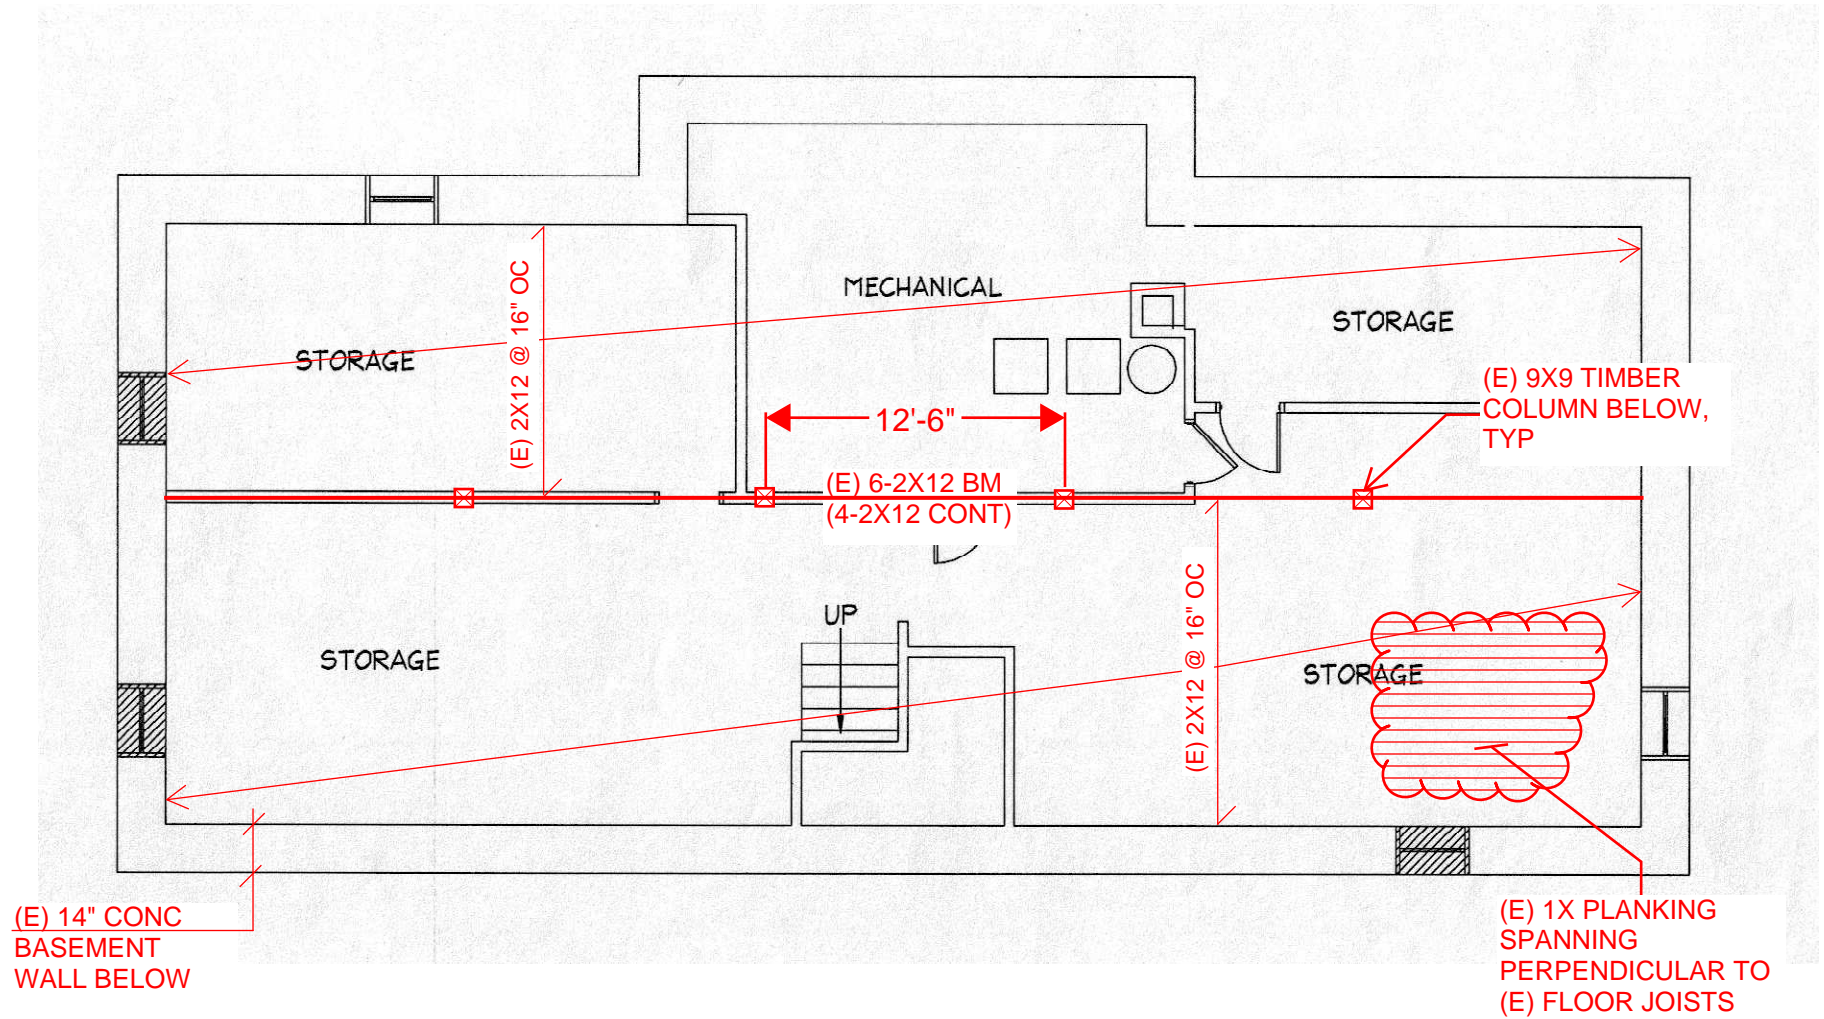 MECHANICAL
STORAGE
STORAGE
(E) 2X12 @ 16" OC
(E) 9X9 TIMBER
COLUMN BELOW,
TYP
12'-6"
(E) 6-2X12 BM
(4-2X12 CONT)
UP
STORAGE
STORAGE
(E) 2X12 @ 16" OC
(E) 14" CONC
BASEMENT
WALL BELOW
(E) 1X PLANKING
SPANNING
PERPENDICULAR TO
(E) FLOOR JOISTS